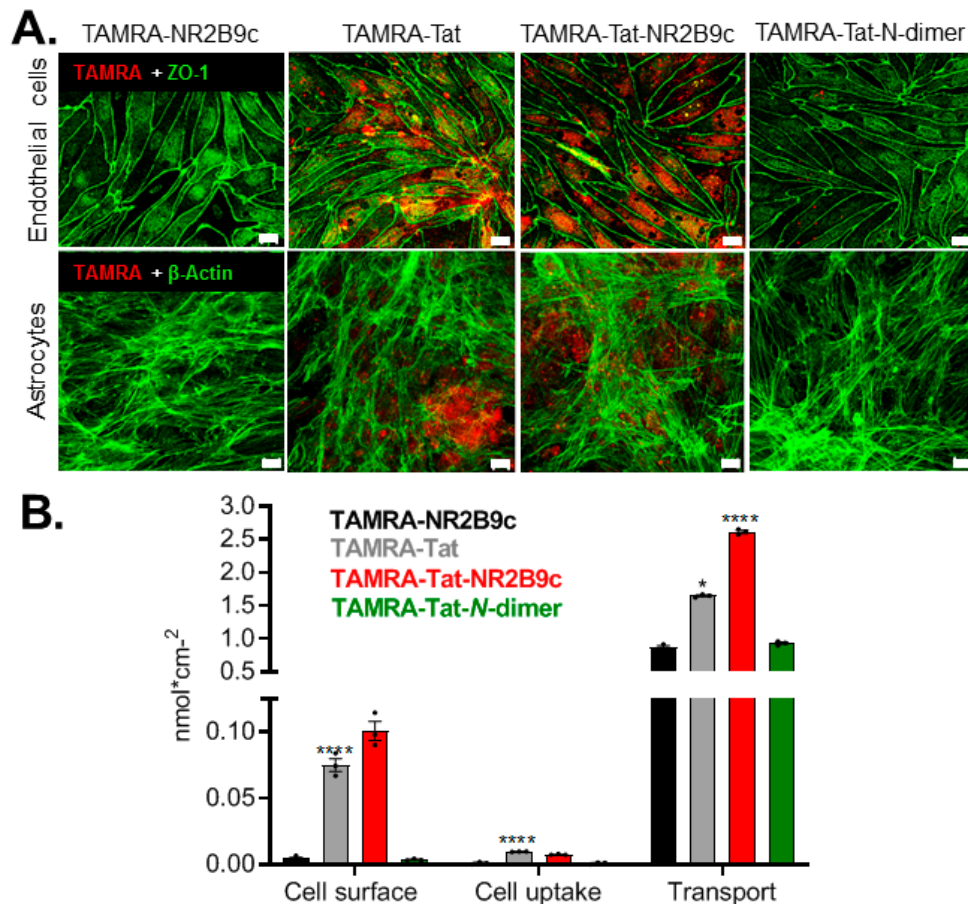 A.
TAMRA-NR2B9c
TAMRA-Tat
TAMRA-Tat-NR2B9c
TAMRA-Tat-N-dimer
Endothelial cells
TAMRA + ZO-1
Astrocytes
TAMRA + β-Actin
B.
TAMRA-NR2B9c
TAMRA-Tat
TAMRA-Tat-NR2B9c
TAMRA-Tat-N-dimer
nmol*cm-²
3.0
2.5
2.0
1.5
1.0
0.5
0.10
0.05
0.00
****
****
*
****
Cell surface
Cell uptake
Transport